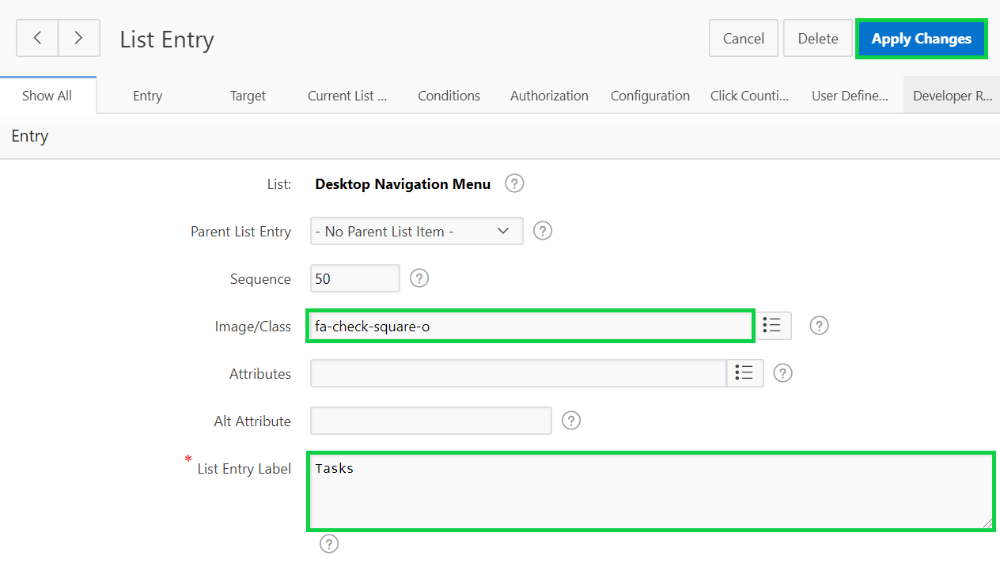 List Entry
Cancel
Delete
Apply Changes
Show All
Entry
Target
Current List ...
Conditions
Authorization
Configuration
Click Counti...
User Define...
Developer R...
Entry
List: Desktop Navigation Menu ?
Parent List Entry - No Parent List Item - ?
Sequence 50 ?
Image/Class fa-check-square-o ?
Attributes ?
Alt Attribute ?
* List Entry Label Tasks
?